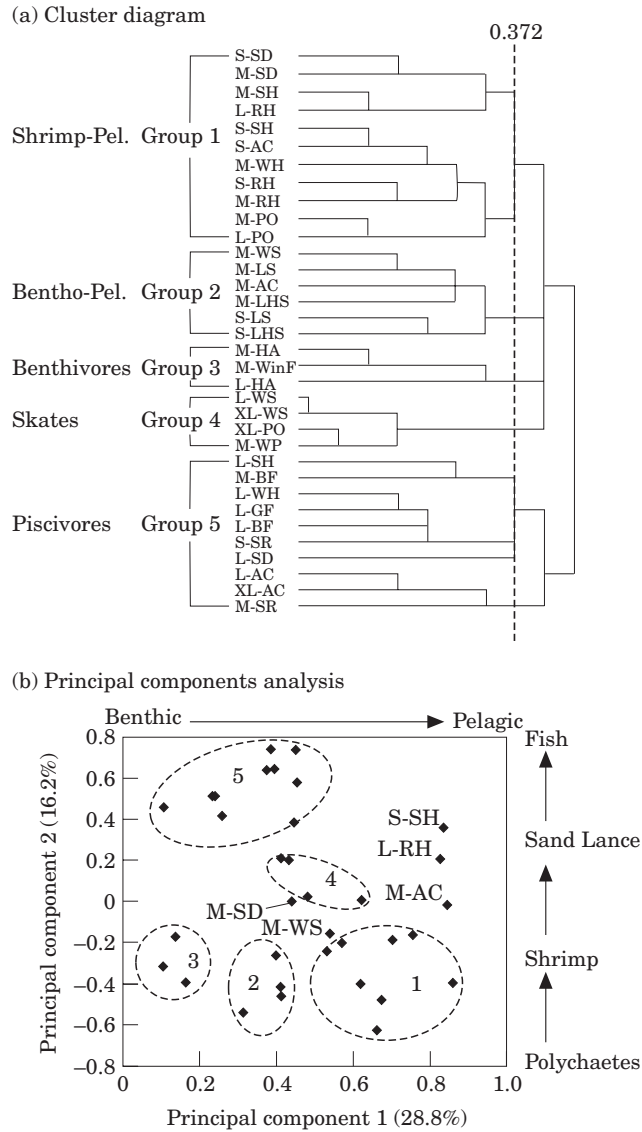 (a) Cluster diagram
0.372
Shrimp-Pel. Group 1
S-SD
M-SD
M-SH
L-RH
S-SH
S-AC
M-WH
S-RH
M-RH
M-PO
L-PO
Bentho-Pel. Group 2
M-WS
M-LS
M-AC
M-LHS
S-LS
S-LHS
Benthivores Group 3
M-HA
M-WinF
L-HA
Skates Group 4
L-WS
XL-WS
XL-PO
M-WP
Piscivores Group 5
L-SH
M-BF
L-WH
L-GF
L-BF
S-SR
L-SD
L-AC
XL-AC
M-SR
(b) Principal components analysis
Benthic Pelagic
Fish
Sand Lance
Shrimp
Polychaetes
Principal component 2 (16.2%)
0.8
0.6
0.4
0.2
0
–0.2
–0.4
–0.6
–0.8
5
S-SH
L-RH
4
M-AC
M-SD
M-WS
3
2
1
0 0.2 0.4 0.6 0.8 1.0
Principal component 1 (28.8%)